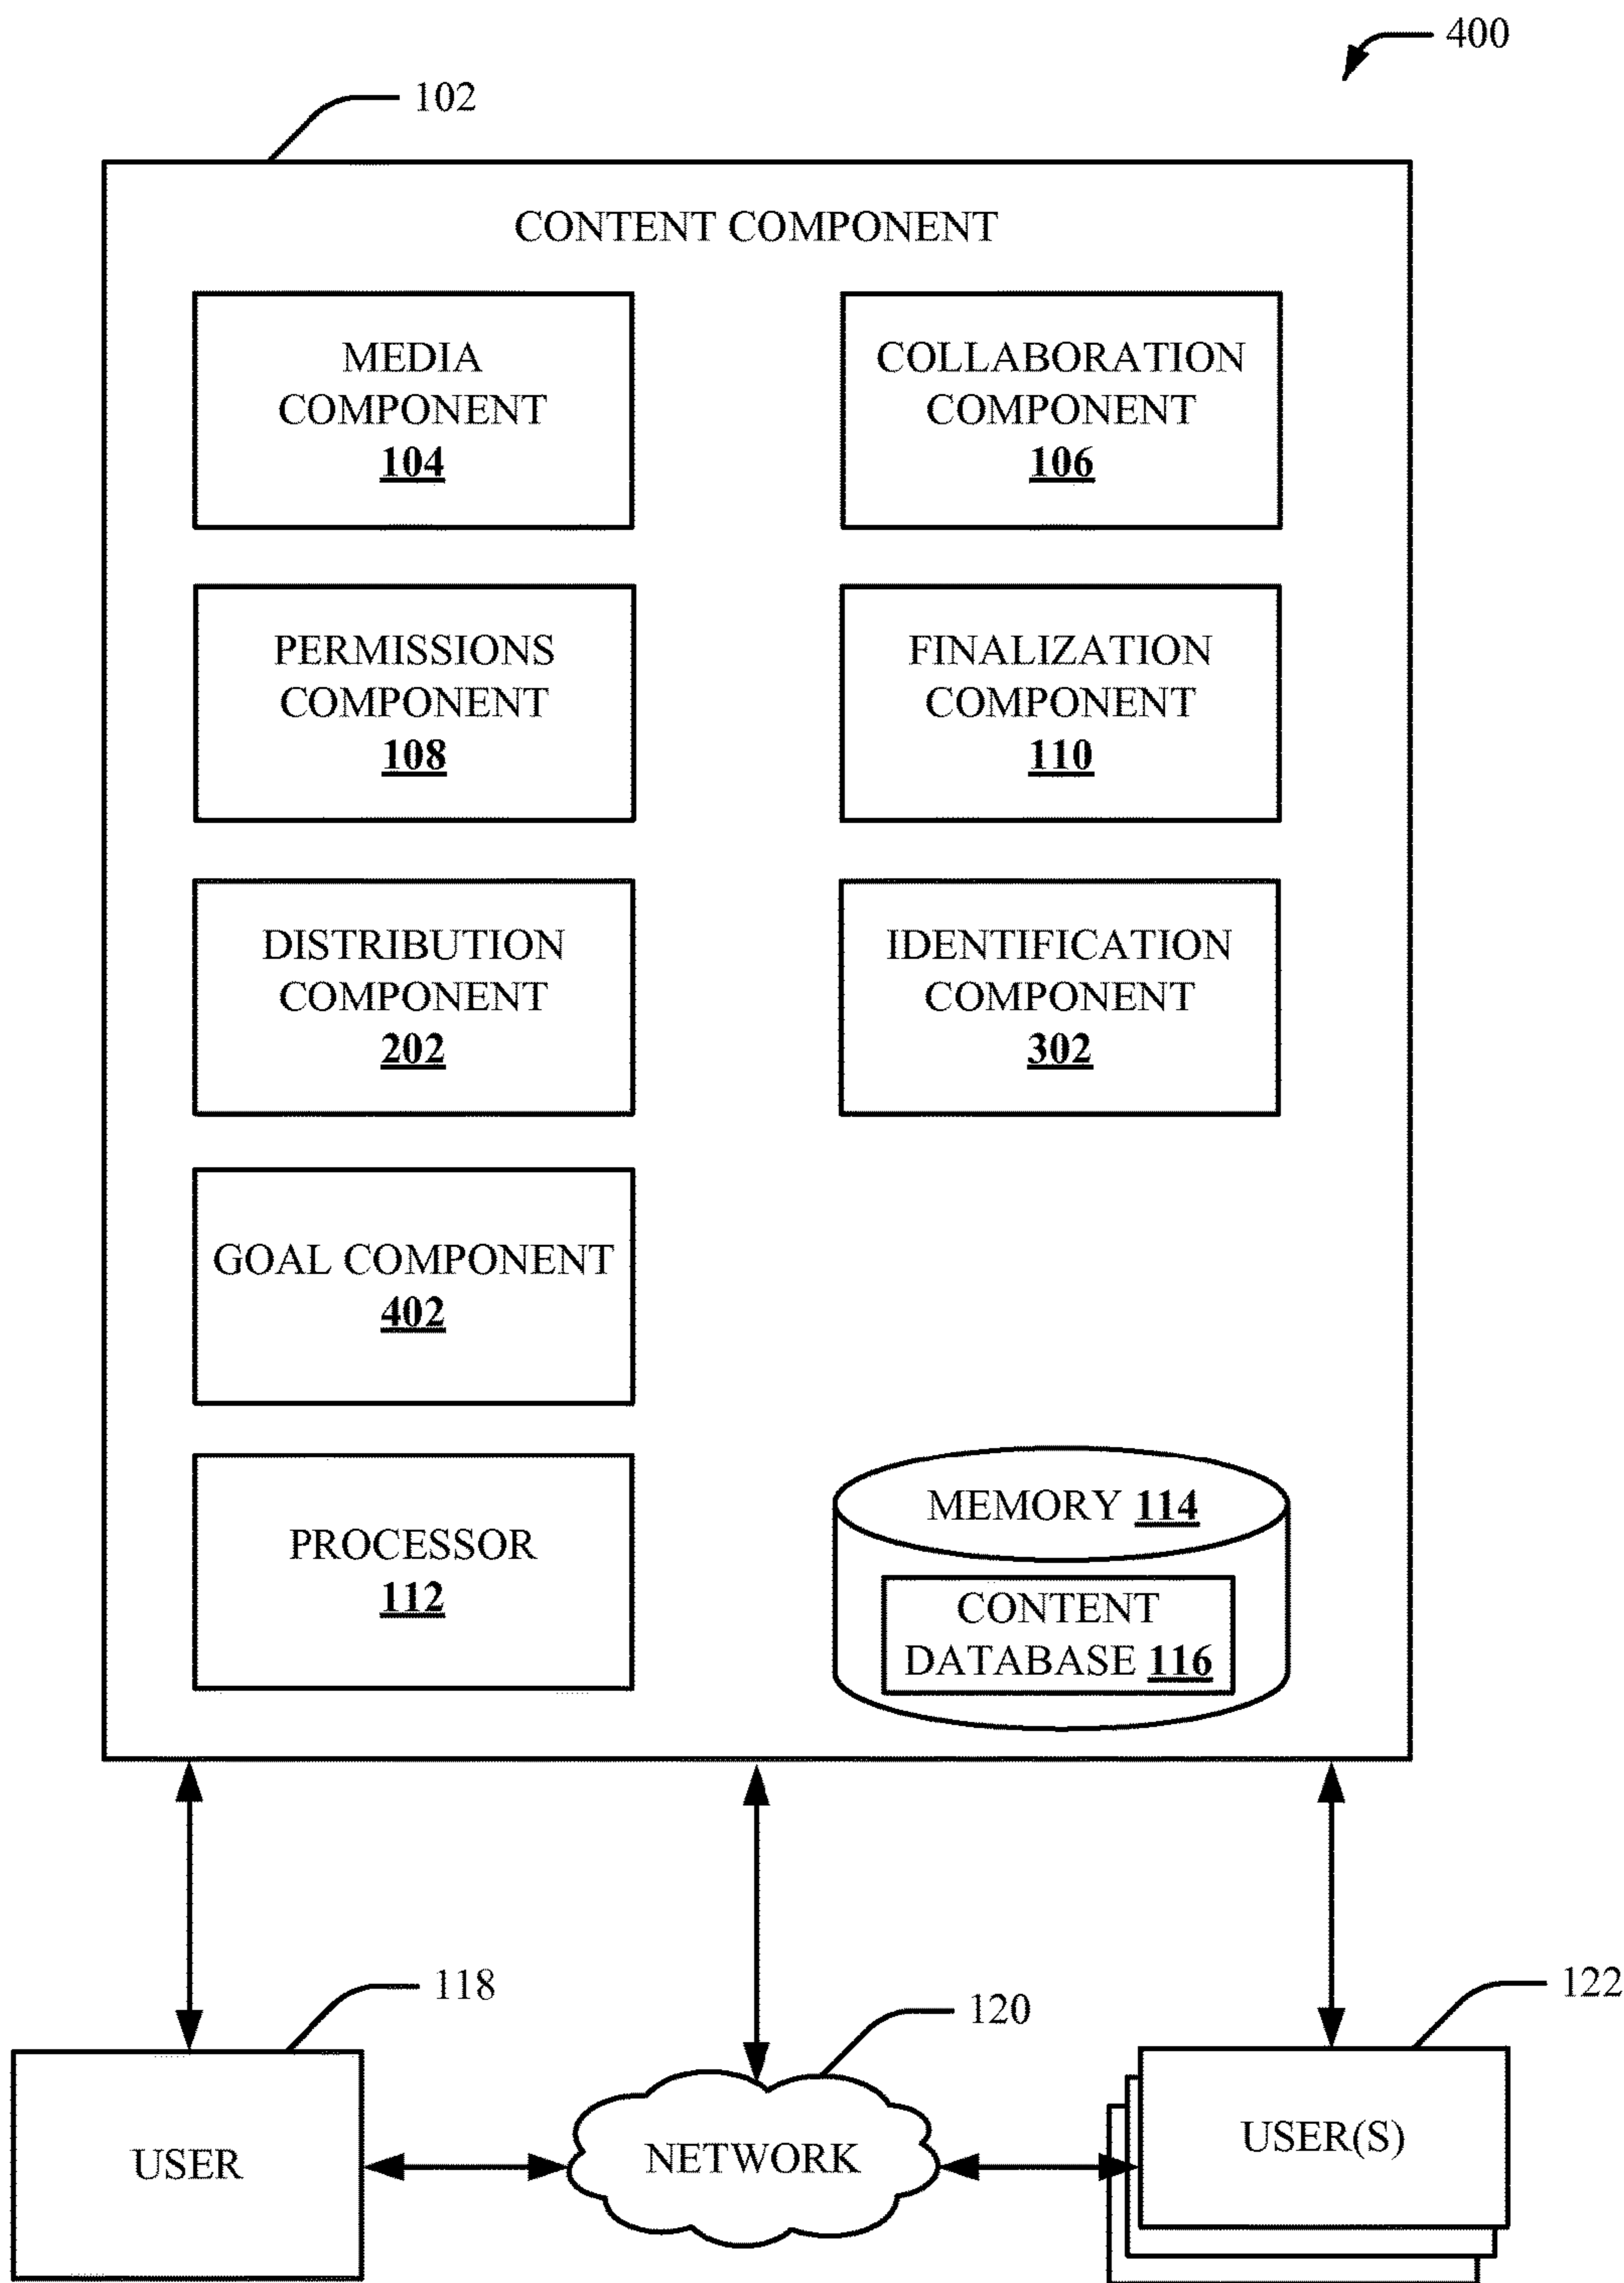 400
102
CONTENT COMPONENT
MEDIA
COMPONENT
104
COLLABORATION
COMPONENT
106
PERMISSIONS
COMPONENT
108
FINALIZATION
COMPONENT
110
DISTRIBUTION
COMPONENT
202
IDENTIFICATION
COMPONENT
302
GOAL COMPONENT
402
PROCESSOR
112
MEMORY 114
CONTENT
DATABASE 116
118
120
122
USER
NETWORK
USER(S)